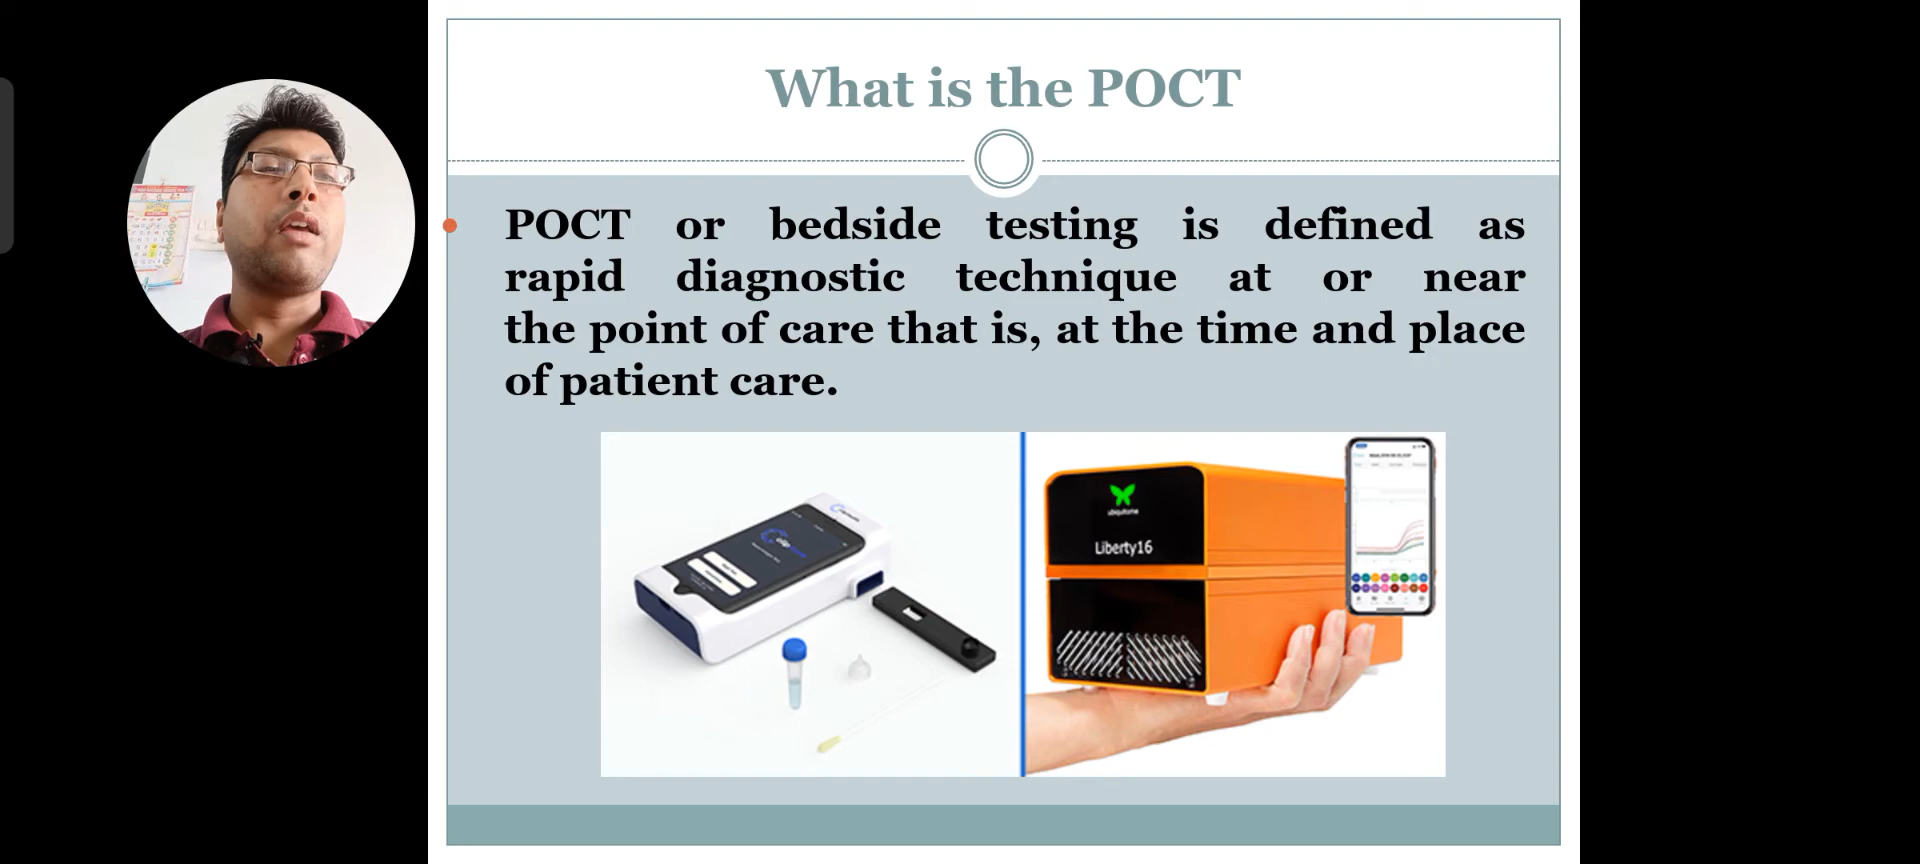 What is the POCT
POCT or bedside testing is defined as
rapid diagnostic technique at or near
the point of care that is, at the time and place
of patient care.
ubiquitome
Liberty16